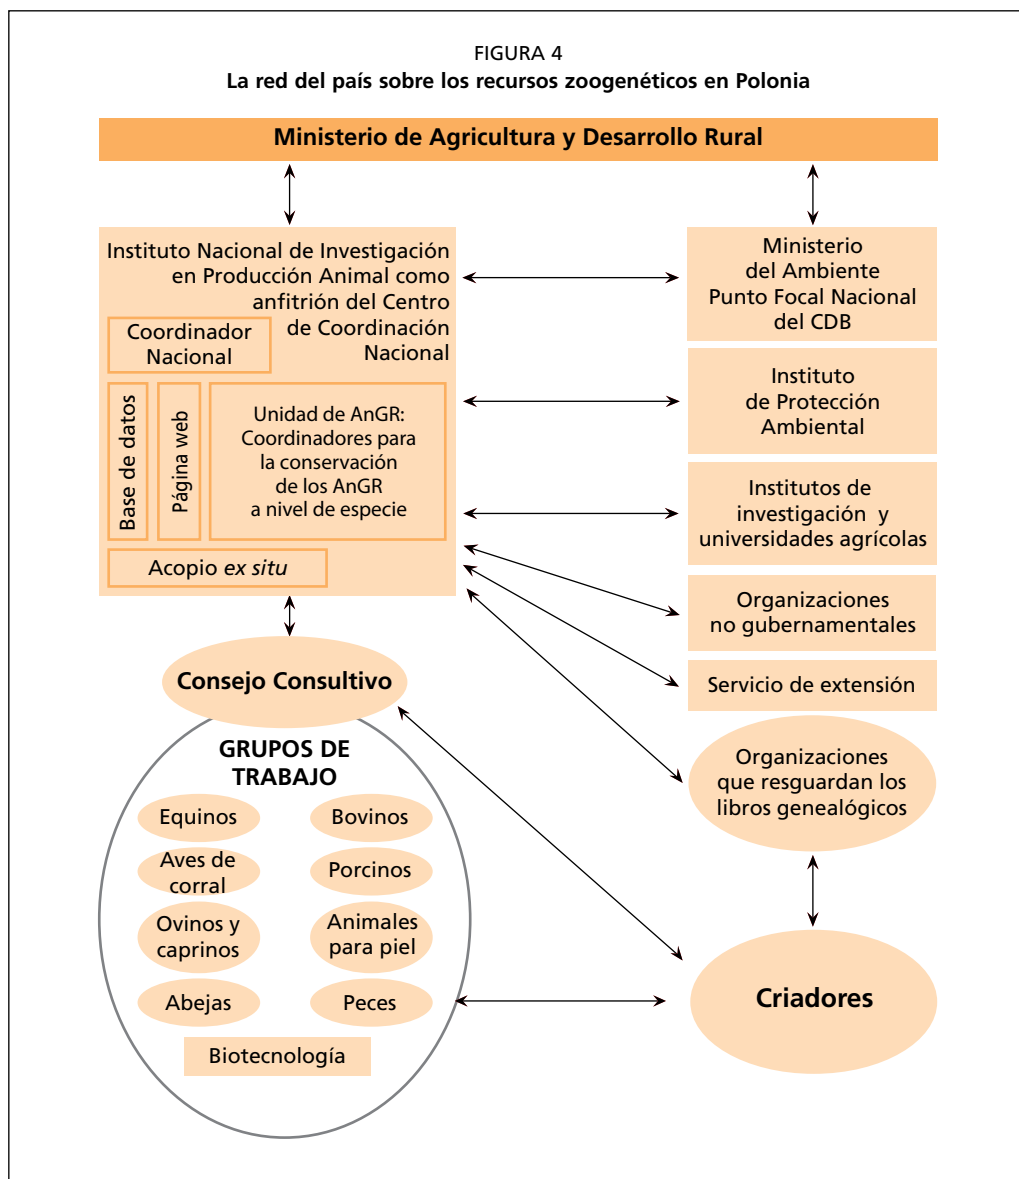 FIGURA 4
La red del país sobre los recursos zoogenéticos en Polonia
Ministerio de Agricultura y Desarrollo Rural
Instituto Nacional de Investigación
en Producción Animal como
anfitrión del Centro
de Coordinación
Nacional
Coordinador
Nacional
Base de datos
Página web
Unidad de AnGR:
Coordinadores para
la conservación
de los AnGR
a nivel de especie
Acopio ex situ
Ministerio
del Ambiente
Punto Focal Nacional
del CDB
Instituto
de Protección
Ambiental
Institutos de
investigación y
universidades agrícolas
Organizaciones
no gubernamentales
Servicio de extensión
Organizaciones
que resguardan los
libros genealógicos
Consejo Consultivo
GRUPOS DE
TRABAJO
Equinos
Bovinos
Aves de
corral
Porcinos
Ovinos y
caprinos
Animales
para piel
Abejas
Peces
Biotecnología
Criadores